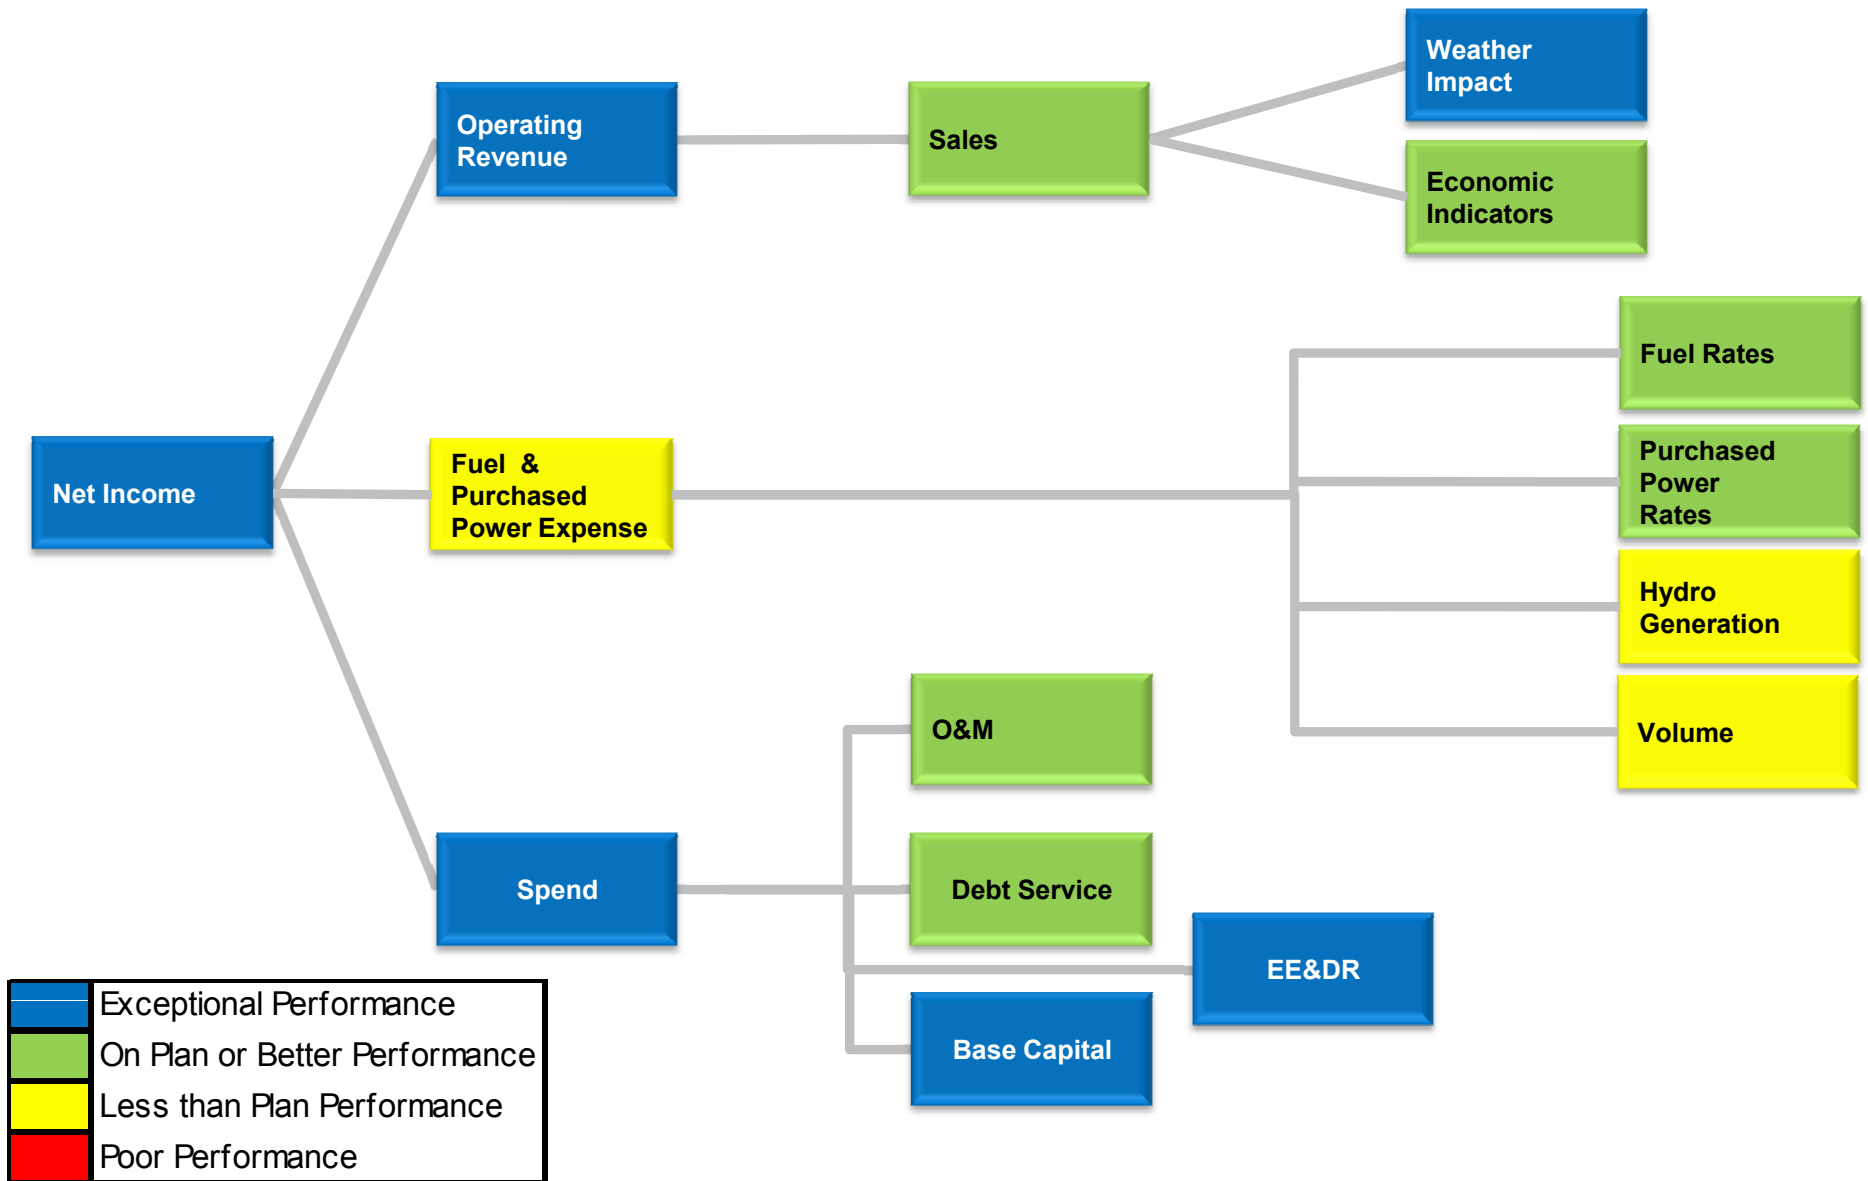 Weather
Impact
Operating
Revenue
Sales
Economic
Indicators
Fuel Rates
Net Income
Fuel &
Purchased
Power Expense
Purchased
Power
Rates
Hydro
Generation
Volume
O&M
Spend
Debt Service
EE&DR
Base Capital
Exceptional Performance
On Plan or Better Performance
Less than Plan Performance
Poor Performance